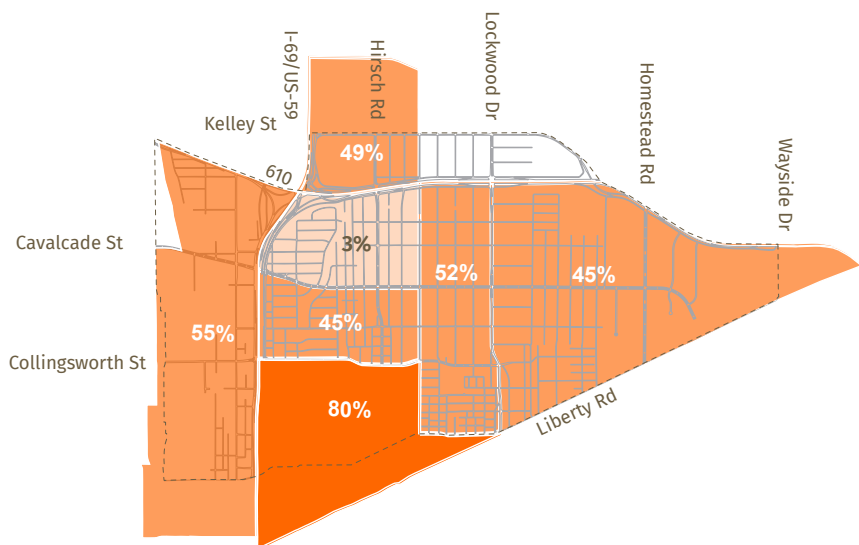 I-69/US-59
Hirsch Rd
Lockwood Dr
Homestead Rd
Wayside Dr
Kelley St
610
49%
Cavalcade St
3%
52%
45%
55%
45%
Collingsworth St
80%
Liberty Rd